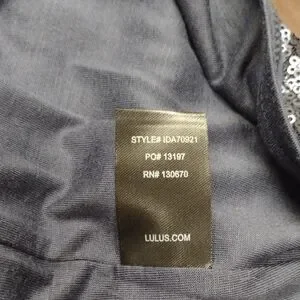 STYLE# IDA70921
PO# 13197
RN# 130670
LULUS.COM